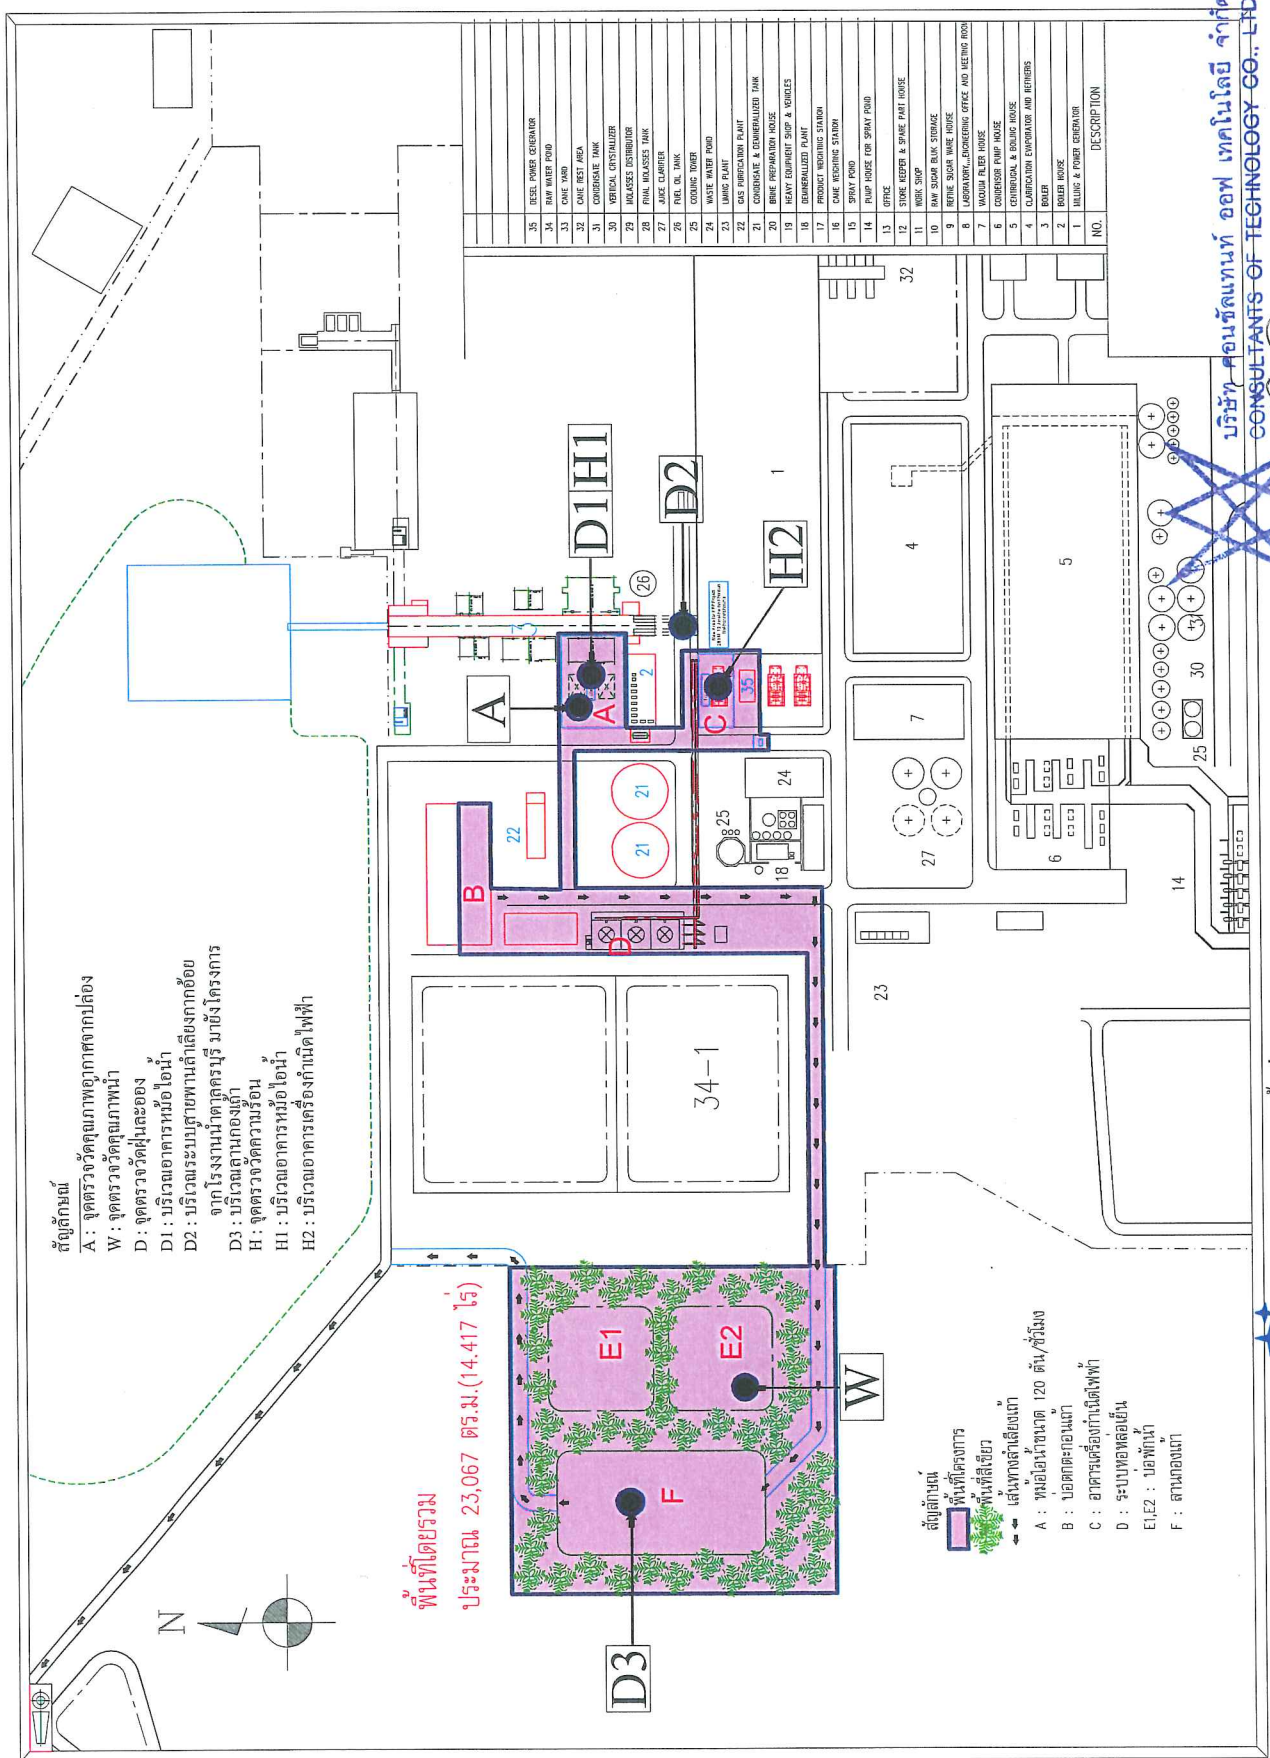 สัญลักษณ์
A : จุดตรวจวัดคุณภาพอากาศจากปล่อง
W : จุดตรวจวัดคุณภาพน้ำ
D : จุดตรวจวัดฝุ่นละออง
D1 : บริเวณอาคารหม้อไอน้ำ
D2 : บริเวณระบบสายพานลำเลียงกากอ้อย
จากโรงงานน้ำตาลครบุรี มายังโครงการ
D3 : บริเวณลานกองเถ้า
H : จุดตรวจวัดความร้อน
H1 : บริเวณอาคารหม้อไอน้ำ
H2 : บริเวณอาคารเครื่องกำเนิดไฟฟ้า
N
พื้นที่โดยรวม
ประมาณ 23,067 ตร.ม.(14.417 ไร่)
D3
F
E1
E2
W
34-1
B
D
22
21
21
A
A
C
2
3
35
D1 H1
D2
H2
26
1
25
18
24
23
27
7
4
5
6
14
25
30
31
32
สัญลักษณ์
พื้นที่โครงการ
พื้นที่สีเขียว
เส้นทางลำเลียงเถ้า
A : หม้อไอน้ำขนาด 120 ตัน/ชั่วโมง
B : บ่อตกตะกอนเถ้า
C : อาคารเครื่องกำเนิดไฟฟ้า
D : ระบบหอหล่อเย็น
E1,E2 : บ่อพักน้ำ
F : ลานกองเถ้า
35 DESEL POWER GENERATOR
34 RAW WATER POND
33 CANE YARD
32 CANE REST AREA
31 CONDENSATE TANK
30 VERTICAL CRYSTALLIZER
29 MOLASSES DISTRIBUTOR
28 FINAL MOLASSES TANK
27 JUICE CLARIFIER
26 FUEL OIL TANK
25 COOLING TOWER
24 WASTE WATER POND
23 LIMING PLANT
22 GAS PURIFICATION PLANT
21 CONDENSATE & DEMINERALIZED TANK
20 BRINE PREPARATION HOUSE
19 HEAVY EQUIPMENT SHOP & VEHICLES
18 DEMINERALIZED PLANT
17 PRODUCT WEIGHTING STATION
16 CANE WEIGHTING STATION
15 SPRAY POND
14 PUMP HOUSE FOR SPRAY POND
13 OFFICE
12 STORE KEEPER & SPARE PART HOUSE
11 WORK SHOP
10 RAW SUGAR BLUK STORAGE
9 REFINE SUGAR WARE HOUSE
8 LABORATORY,,,ENGINEERING OFFICE AND MEETING ROOM
7 VACUUM FILTER HOUSE
6 CONDENSOR PUMP HOUSE
5 CENTRIFUGAL & BOILING HOUSE
4 CLARIFICATION EVAPORATOR AND REFINERIS
3 BOILER
2 BOILER HOUSE
1 MILLING & POWER GENERATOR
NO. DESCRIPTION
บริษัท คอนซัลแทนท์ ออฟ เทคโนโลยี จำกัด
CONSULTANTS OF TECHNOLOGY CO., LTD